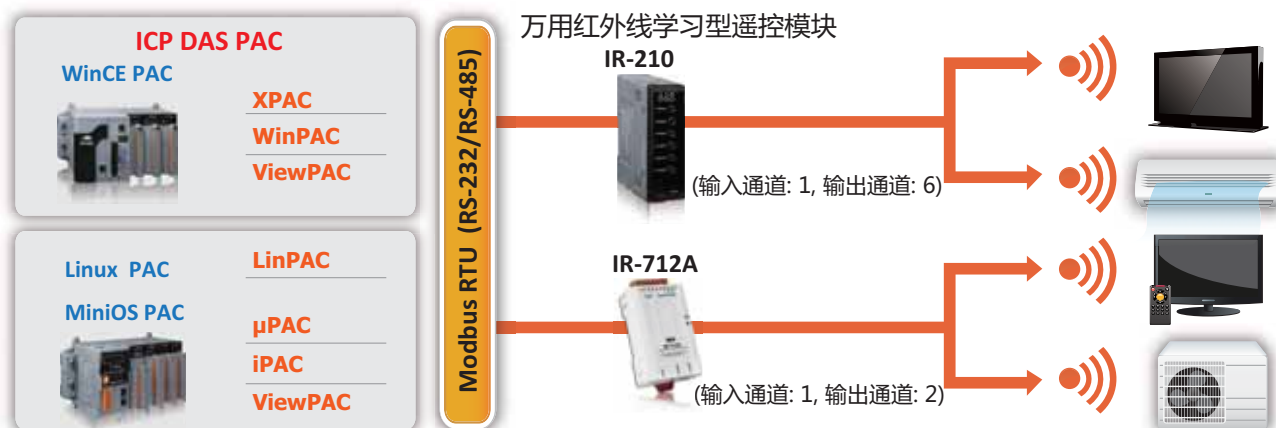 ICP DAS PAC
WinCE PAC
XPAC
WinPAC
ViewPAC
Linux PAC
LinPAC
MiniOS PAC
μPAC
iPAC
ViewPAC
Modbus RTU (RS-232/RS-485)
万用红外线学习型遥控模块
IR-210
(输入通道: 1, 输出通道: 6)
IR-712A
(输入通道: 1, 输出通道: 2)